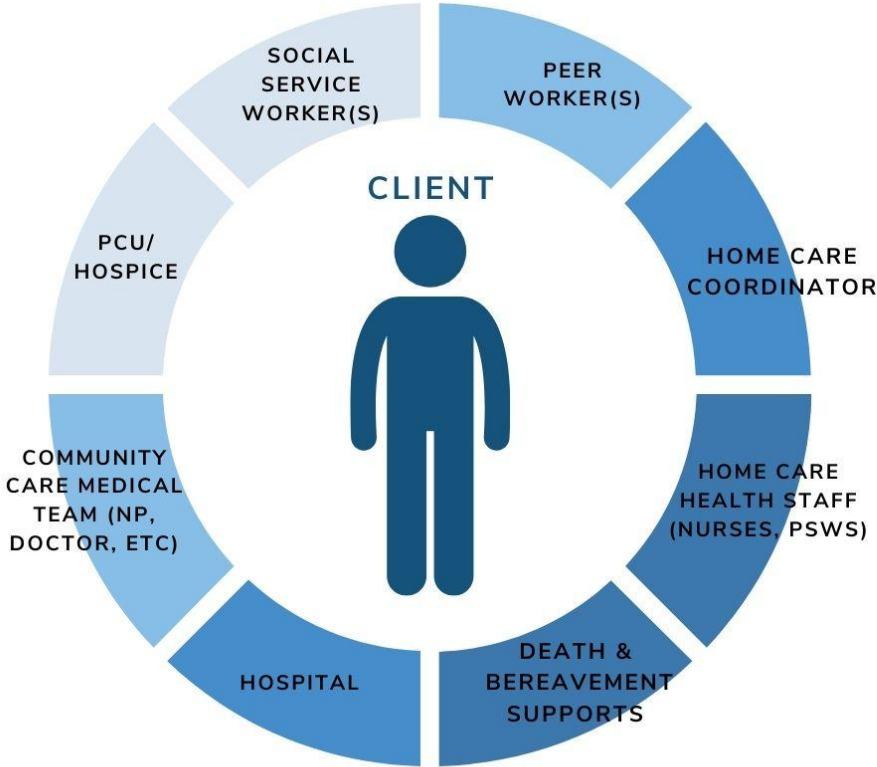 SOCIAL
SERVICE
WORKER(S)
PEER
WORKER(S)
CLIENT
PCU/
HOSPICE
HOME CARE
COORDINATOR
COMMUNITY
CARE MEDICAL
TEAM (NP,
DOCTOR, ETC)
HOME CARE
HEALTH STAFF
(NURSES, PSWS)
HOSPITAL
DEATH &
BEREAVEMENT
SUPPORTS